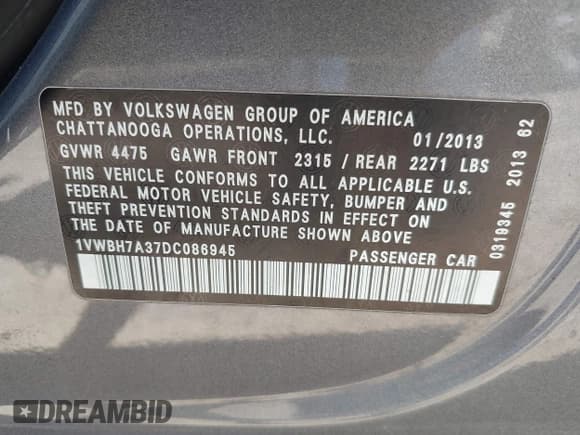 MFD BY VOLKSWAGEN GROUP OF AMERICA
CHATTANOOGA OPERATIONS, LLC. 01/2013
GVWR 4475 GAWR FRONT 2315 / REAR 2271 LBS
THIS VEHICLE CONFORMS TO ALL APPLICABLE U.S.
FEDERAL MOTOR VEHICLE SAFETY, BUMPER AND
THEFT PREVENTION STANDARDS IN EFFECT ON
THE DATE OF MANUFACTURE SHOWN ABOVE
1VWBH7A37DC086945 PASSENGER CAR
0319345 2013 62
DREAMBID